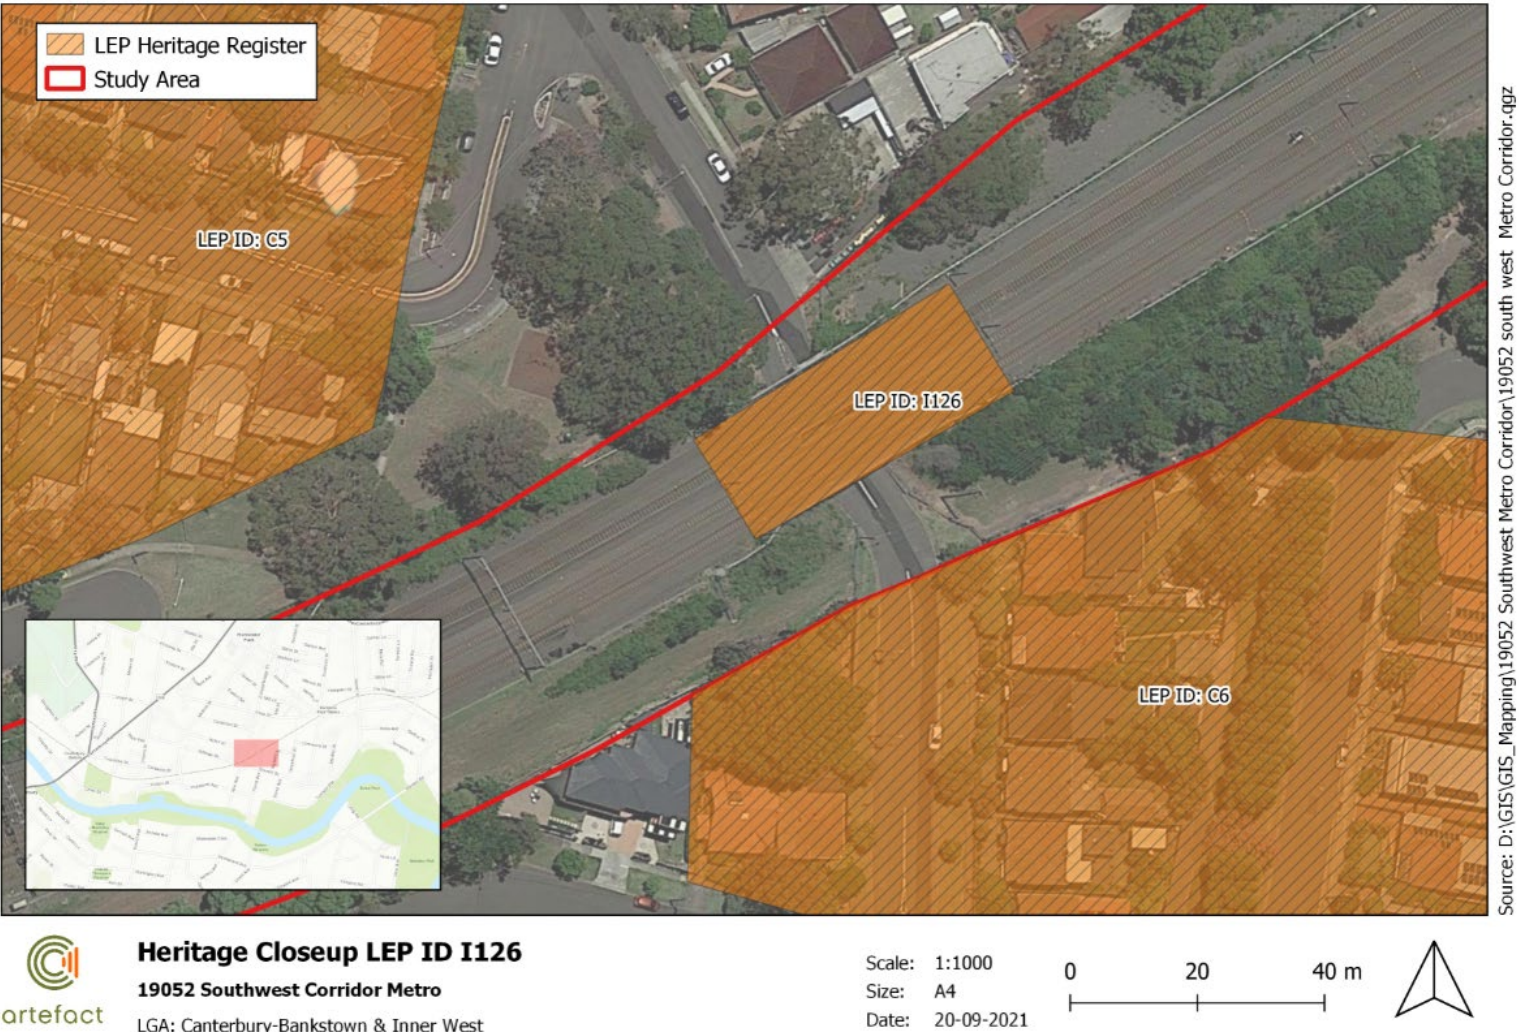 LEP Heritage Register
Study Area
LEP ID: C5
LEP ID: I126
LEP ID: C6
Source: D:\GIS\GIS_Mapping\19052 Southwest Metro Corridor\19052 south west Metro Corridor.qgz
artefact
Heritage Closeup LEP ID I126
19052 Southwest Corridor Metro
LGA: Canterbury-Bankstown & Inner West
Scale: 1:1000
Size: A4
Date: 20-09-2021
0 20 40 m